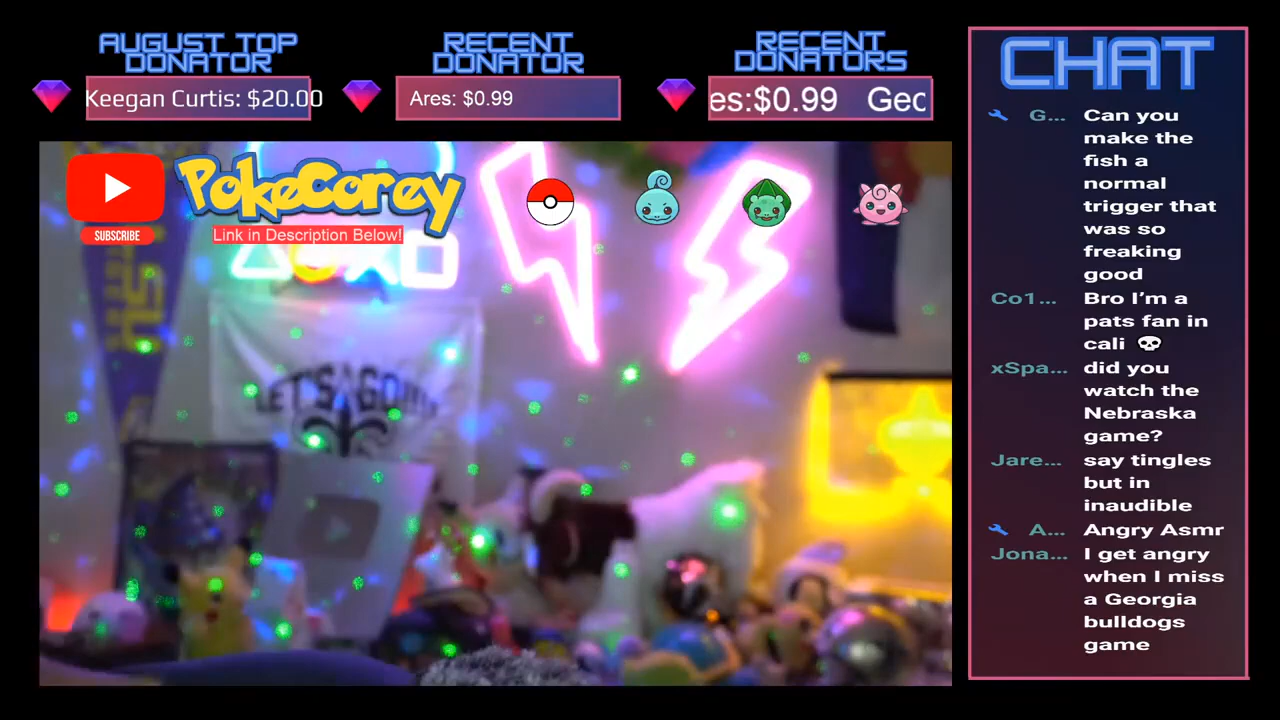 AUGUST TOP
DONATOR
Keegan Curtis: $20.00
RECENT
DONATOR
Ares: $0.99
RECENT
DONATORS
es:$0.99 Geo
SUBSCRIBE
PokeCorey
Link in Description Below!
LET'S GO!!!!
CHAT
G... Can you
make the
fish a
normal
trigger that
was so
freaking
good
Co1... Bro I'm a
pats fan in
cali 💀
xSpa... did you
watch the
Nebraska
game?
Jare... say tingles
but in
inaudible
A... Angry Asmr
Jona... I get angry
when I miss
a Georgia
bulldogs
game